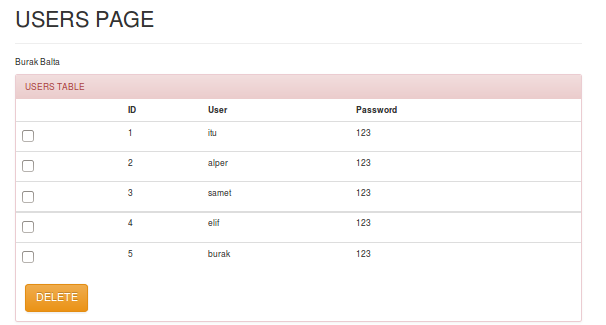 USERS PAGE
Burak Balta
USERS TABLE
ID User Password
1 itu 123
2 alper 123
3 samet 123
4 elif 123
5 burak 123
DELETE